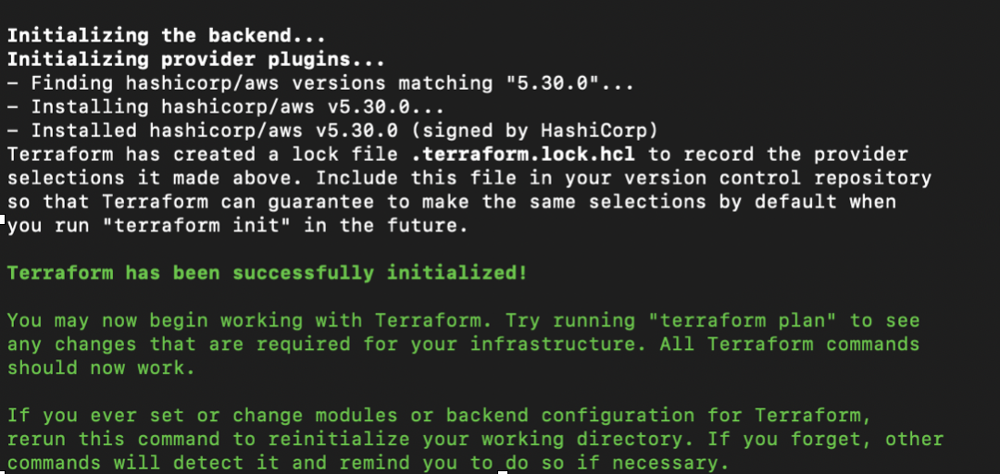 Initializing the backend...
Initializing provider plugins...
- Finding hashicorp/aws versions matching "5.30.0"...
- Installing hashicorp/aws v5.30.0...
- Installed hashicorp/aws v5.30.0 (signed by HashiCorp)
Terraform has created a lock file .terraform.lock.hcl to record the provider
selections it made above. Include this file in your version control repository
so that Terraform can guarantee to make the same selections by default when
you run "terraform init" in the future.
Terraform has been successfully initialized!
You may now begin working with Terraform. Try running "terraform plan" to see
any changes that are required for your infrastructure. All Terraform commands
should now work.
If you ever set or change modules or backend configuration for Terraform,
rerun this command to reinitialize your working directory. If you forget, other
commands will detect it and remind you to do so if necessary.